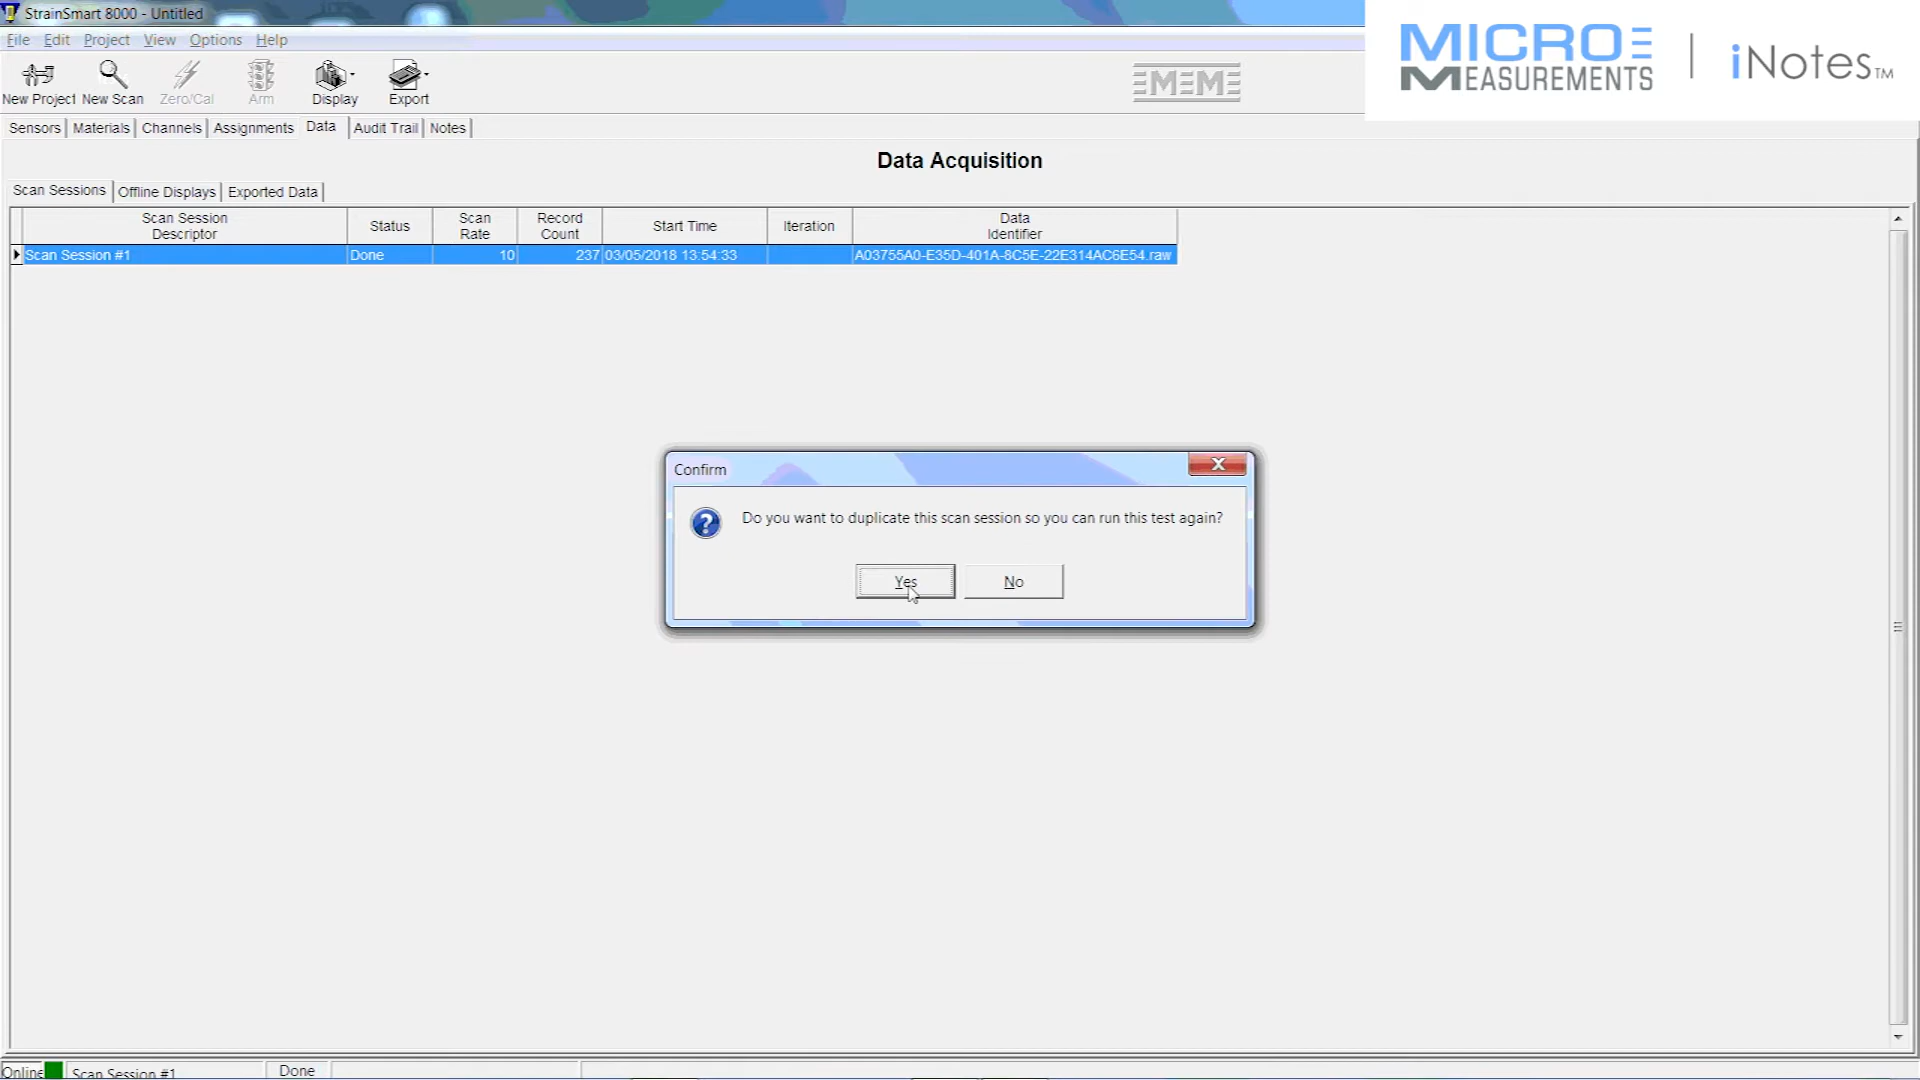 StrainSmart 8000 - Untitled
MICRO MEASUREMENTS | iNotes™
File Edit Project View Options Help
New Project New Scan Zero/Cal Arm Display Export
MEME
Sensors Materials Channels Assignments Data Audit Trail Notes
Data Acquisition
Scan Sessions Offline Displays Exported Data
Scan Session Descriptor Status Scan Rate Record Count Start Time Iteration Data Identifier
Scan Session #1 Done 10 237 03/05/2018 13:54:33 A03755A0-E35D-401A-8C5E-22E314AC6E54.raw
Confirm
Do you want to duplicate this scan session so you can run this test again?
Yes No
Online Scan Session #1 Done